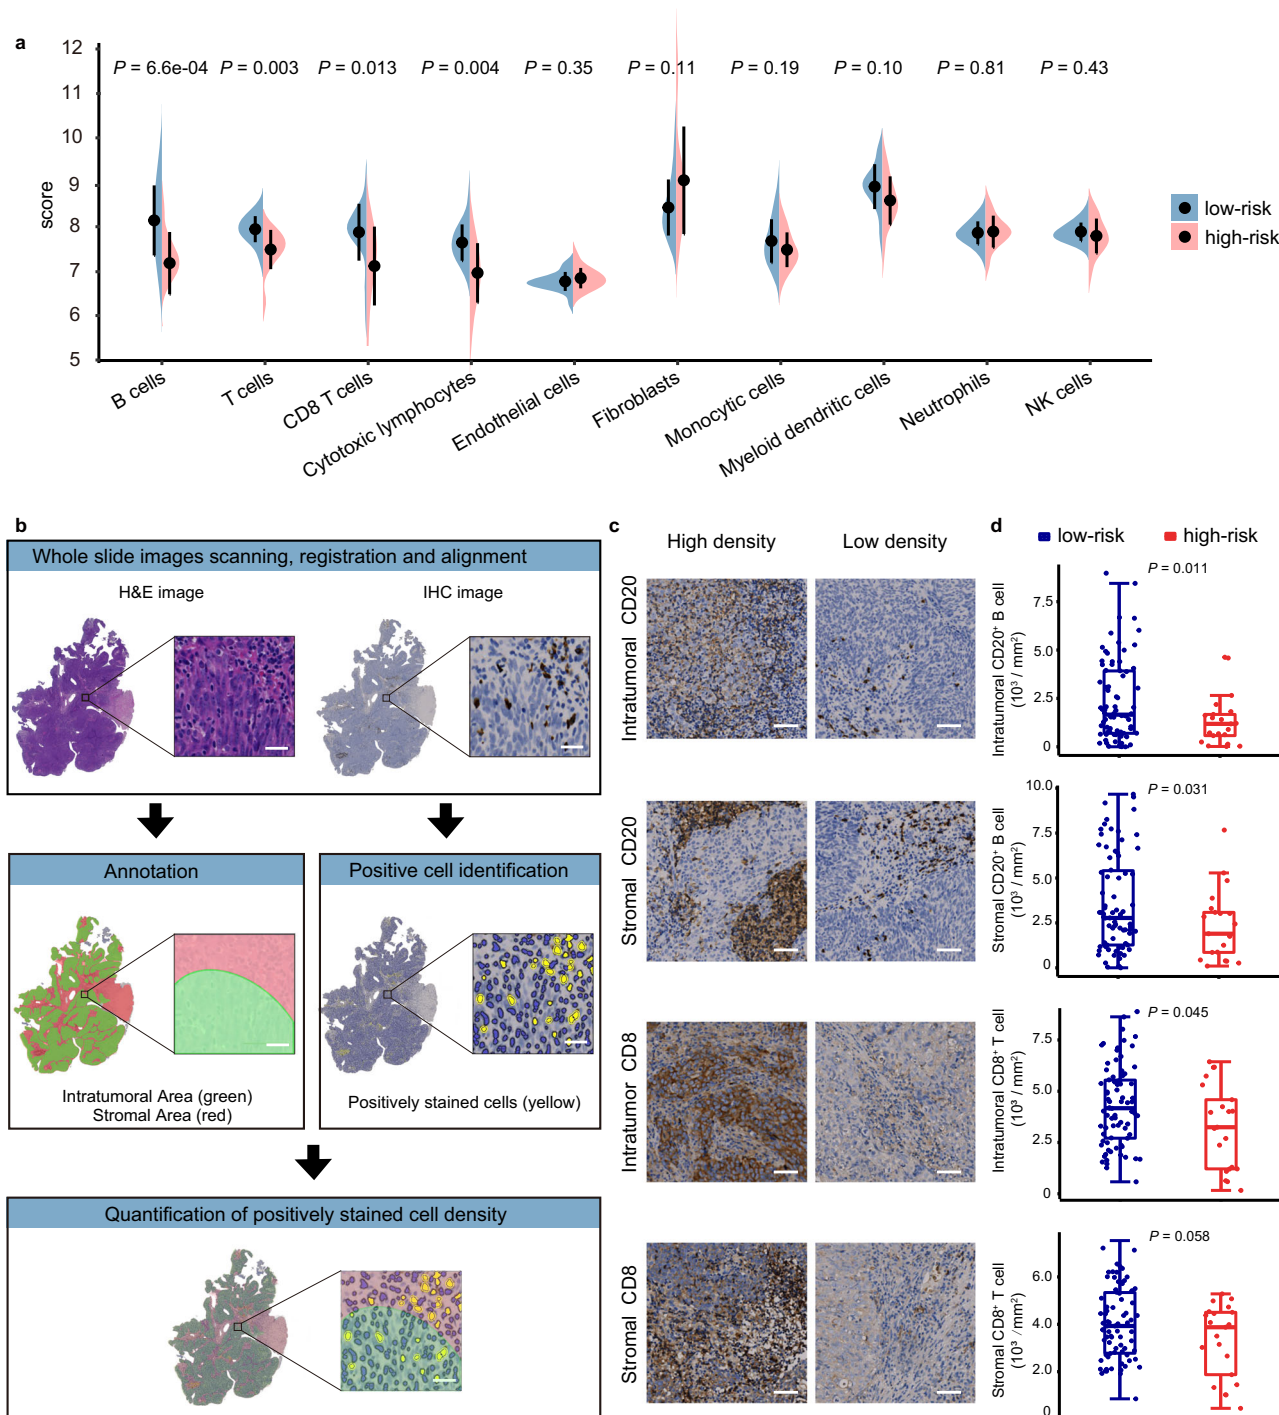 a
12
11
10
9
8
7
6
5
score
P = 6.6e-04 P = 0.003 P = 0.013 P = 0.004 P = 0.35 P = 0.11 P = 0.19 P = 0.10 P = 0.81 P = 0.43
low-risk
high-risk
B cells
T cells
CD8 T cells
Cytotoxic lymphocytes
Endothelial cells
Fibroblasts
Monocytic cells
Myeloid dendritic cells
Neutrophils
NK cells
b
Whole slide images scanning, registration and alignment
H&E image
IHC image
Annotation
Intratumoral Area (green)
Stromal Area (red)
Positive cell identification
Positively stained cells (yellow)
Quantification of positively stained cell density
c
High density
Low density
Intratumoral CD20
Stromal CD20
Intratumor CD8
Stromal CD8
d
low-risk
high-risk
P = 0.011
Intratumoral CD20⁺ B cell
(10³ / mm²)
7.5
5.0
2.5
0
P = 0.031
Stromal CD20⁺ B cell
(10³ / mm²)
10.0
7.5
5.0
2.5
0
P = 0.045
Intratumoral CD8⁺ T cell
(10³ / mm²)
7.5
5.0
2.5
0
P = 0.058
Stromal CD8⁺ T cell
(10³ / mm²)
6.0
4.0
2.0
0